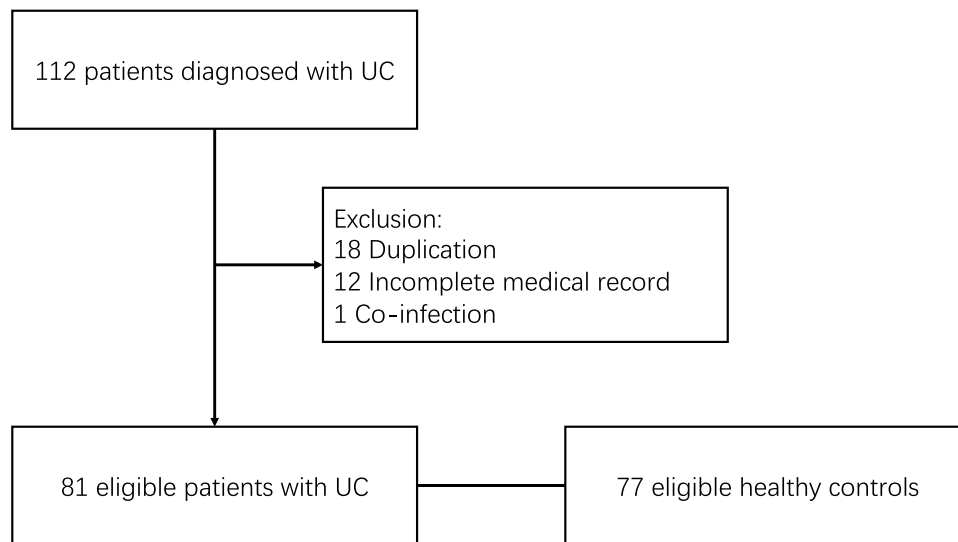 112 patients diagnosed with UC
Exclusion:
18 Duplication
12 Incomplete medical record
1 Co-infection
81 eligible patients with UC
77 eligible healthy controls